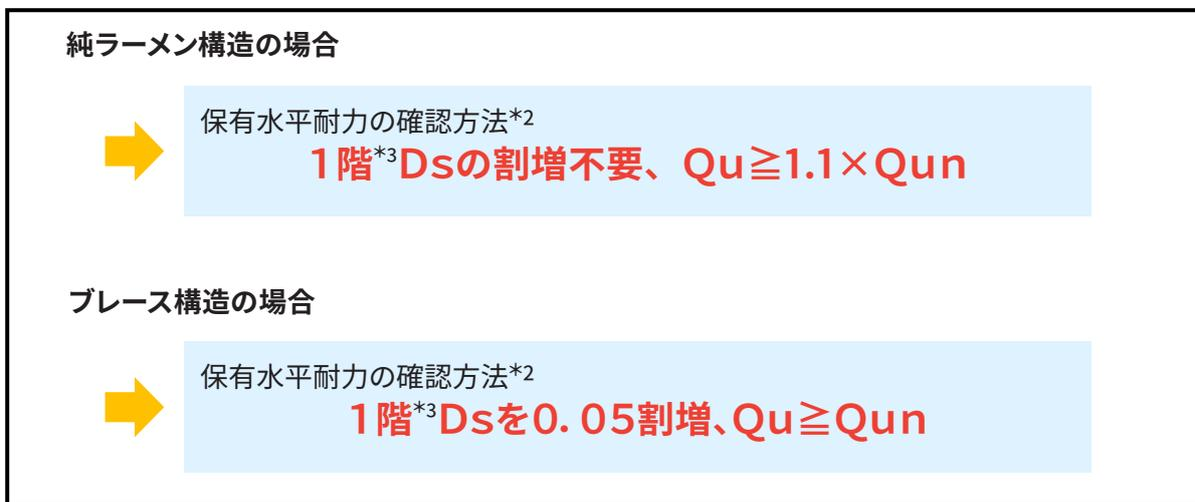 純ラーメン構造の場合
保有水平耐力の確認方法*2
1階*3Dsの割増不要、Qu≧1.1×Qun
ブレース構造の場合
保有水平耐力の確認方法*2
1階*3Dsを0.05割増、Qu≧Qun